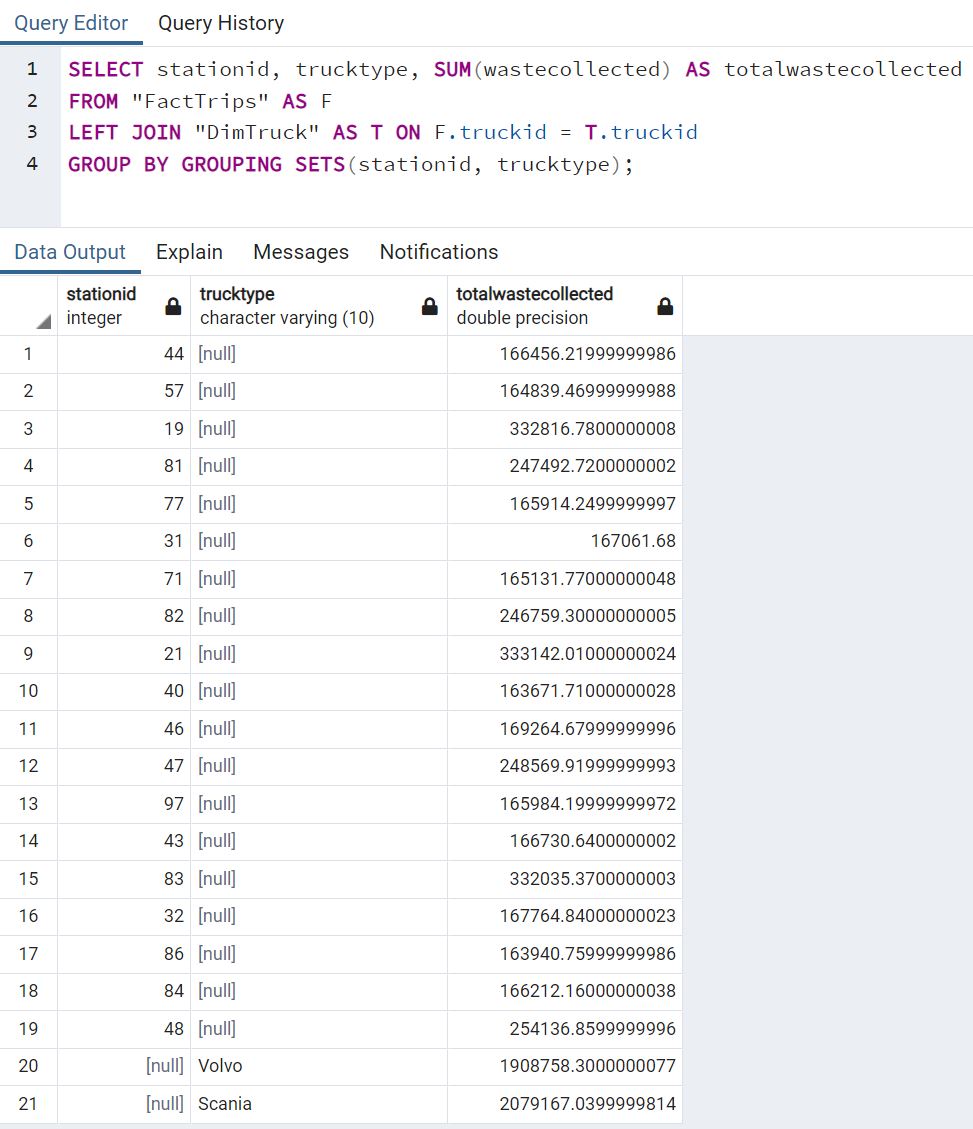 Query Editor Query History
1 SELECT stationid, trucktype, SUM(wastecollected) AS totalwastecollected
2 FROM "FactTrips" AS F
3 LEFT JOIN "DimTruck" AS T ON F.truckid = T.truckid
4 GROUP BY GROUPING SETS(stationid, trucktype);
Data Output Explain Messages Notifications
stationid trucktype totalwastecollected
integer character varying (10) double precision
1 44 [null] 166456.21999999986
2 57 [null] 164839.46999999988
3 19 [null] 332816.7800000008
4 81 [null] 247492.7200000002
5 77 [null] 165914.2499999997
6 31 [null] 167061.68
7 71 [null] 165131.77000000048
8 82 [null] 246759.30000000005
9 21 [null] 333142.01000000024
10 40 [null] 163671.71000000028
11 46 [null] 169264.67999999996
12 47 [null] 248569.91999999993
13 97 [null] 165984.19999999972
14 43 [null] 166730.6400000002
15 83 [null] 332035.3700000003
16 32 [null] 167764.84000000023
17 86 [null] 163940.75999999986
18 84 [null] 166212.16000000038
19 48 [null] 254136.8599999996
20 [null] Volvo 1908758.3000000077
21 [null] Scania 2079167.0399999814